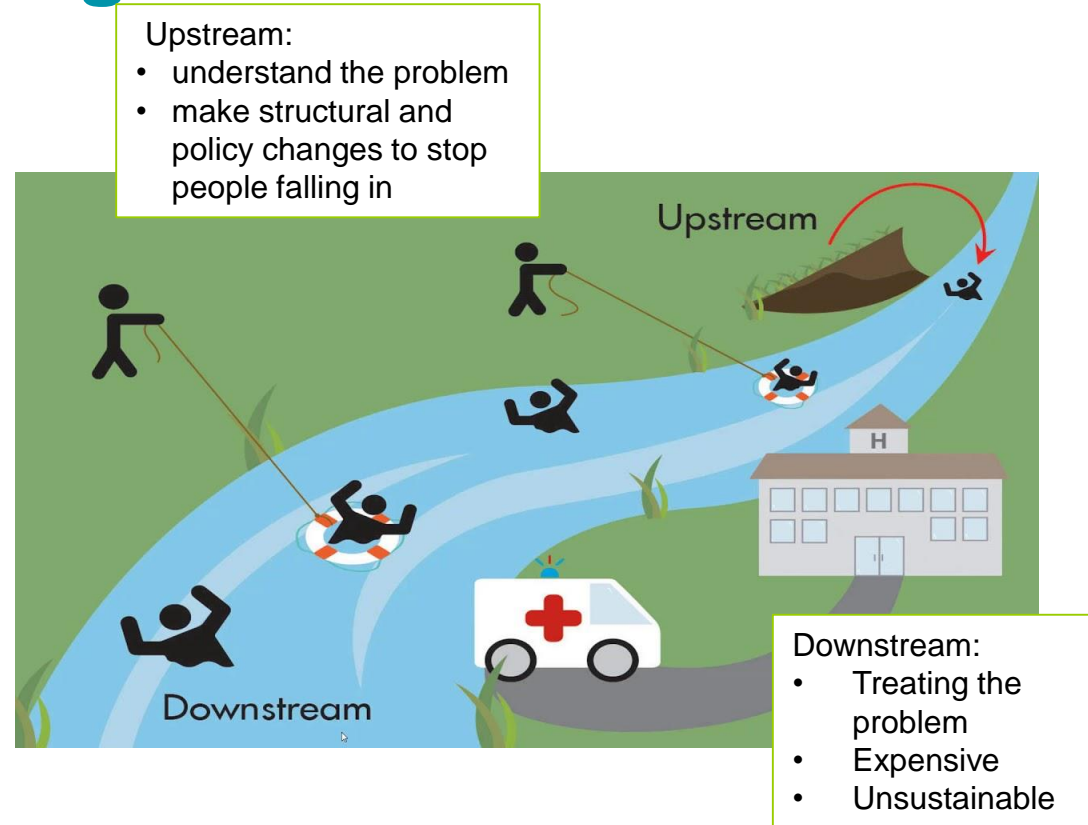 Upstream:
• understand the problem
• make structural and
policy changes to stop
people falling in
Upstream
H
Downstream
Downstream:
• Treating the
problem
• Expensive
• Unsustainable